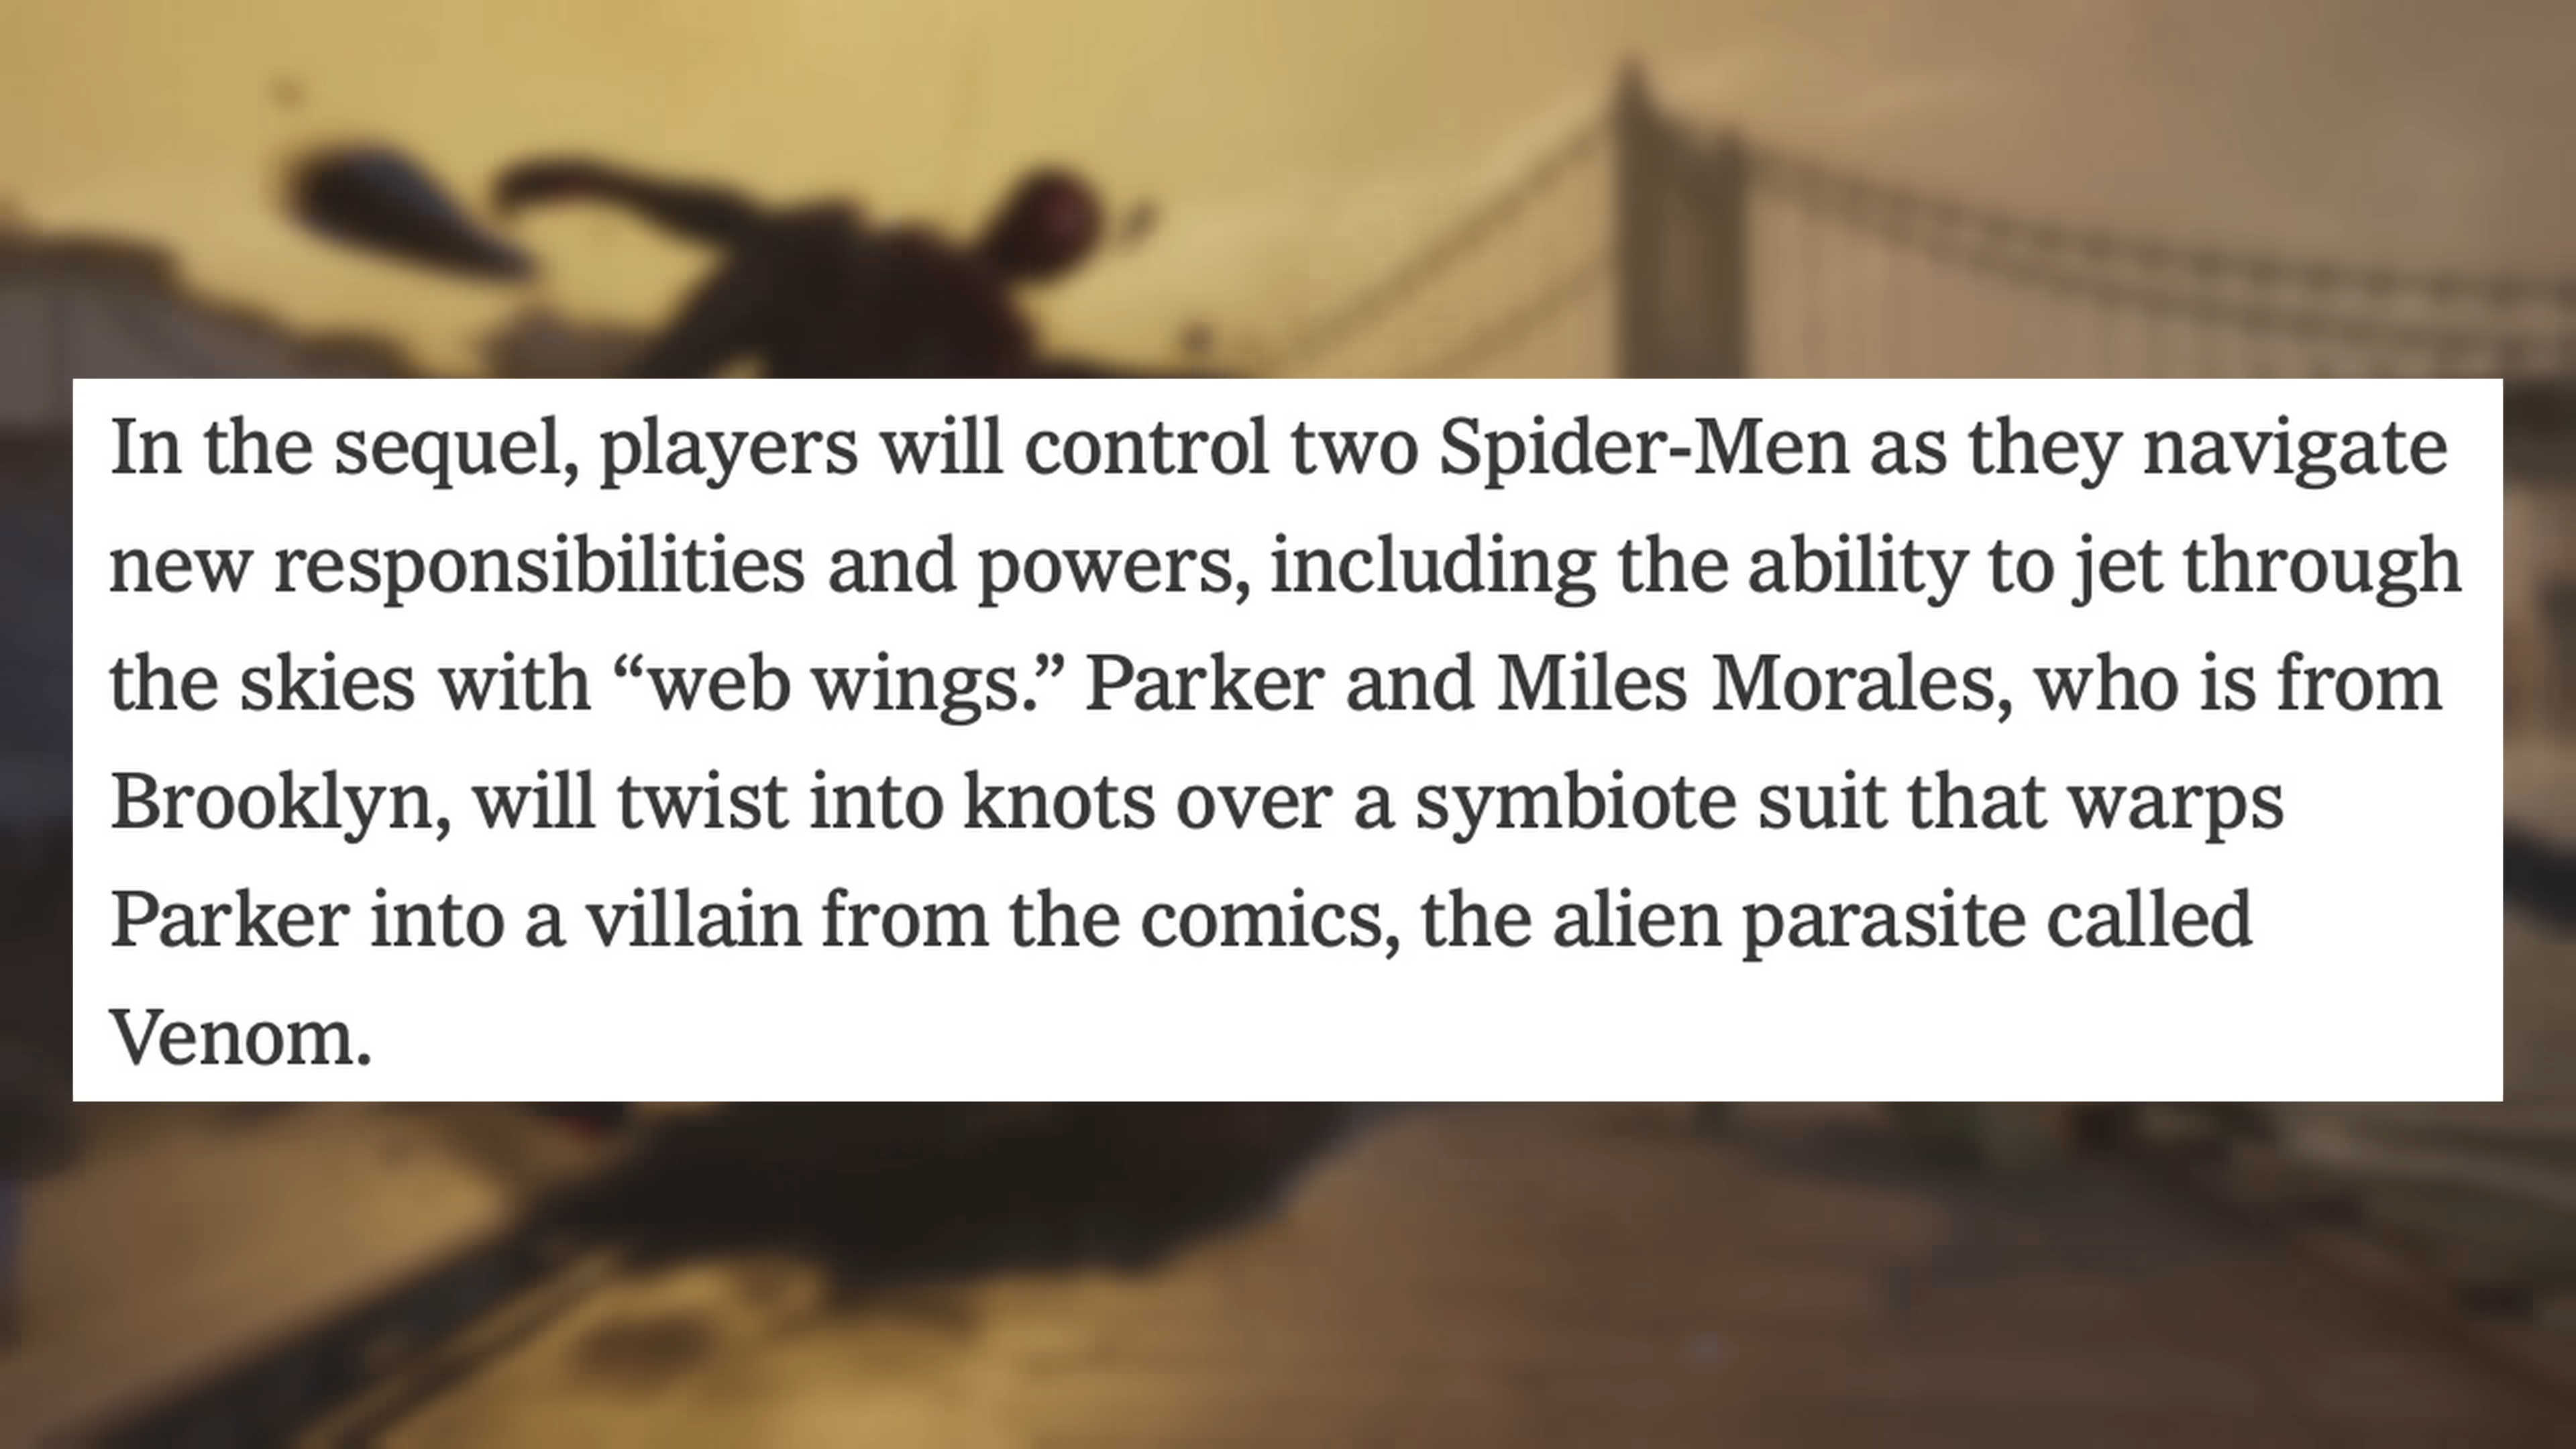 In the sequel, players will control two Spider-Men as they navigate
new responsibilities and powers, including the ability to jet through
the skies with “web wings.” Parker and Miles Morales, who is from
Brooklyn, will twist into knots over a symbiote suit that warps
Parker into a villain from the comics, the alien parasite called
Venom.